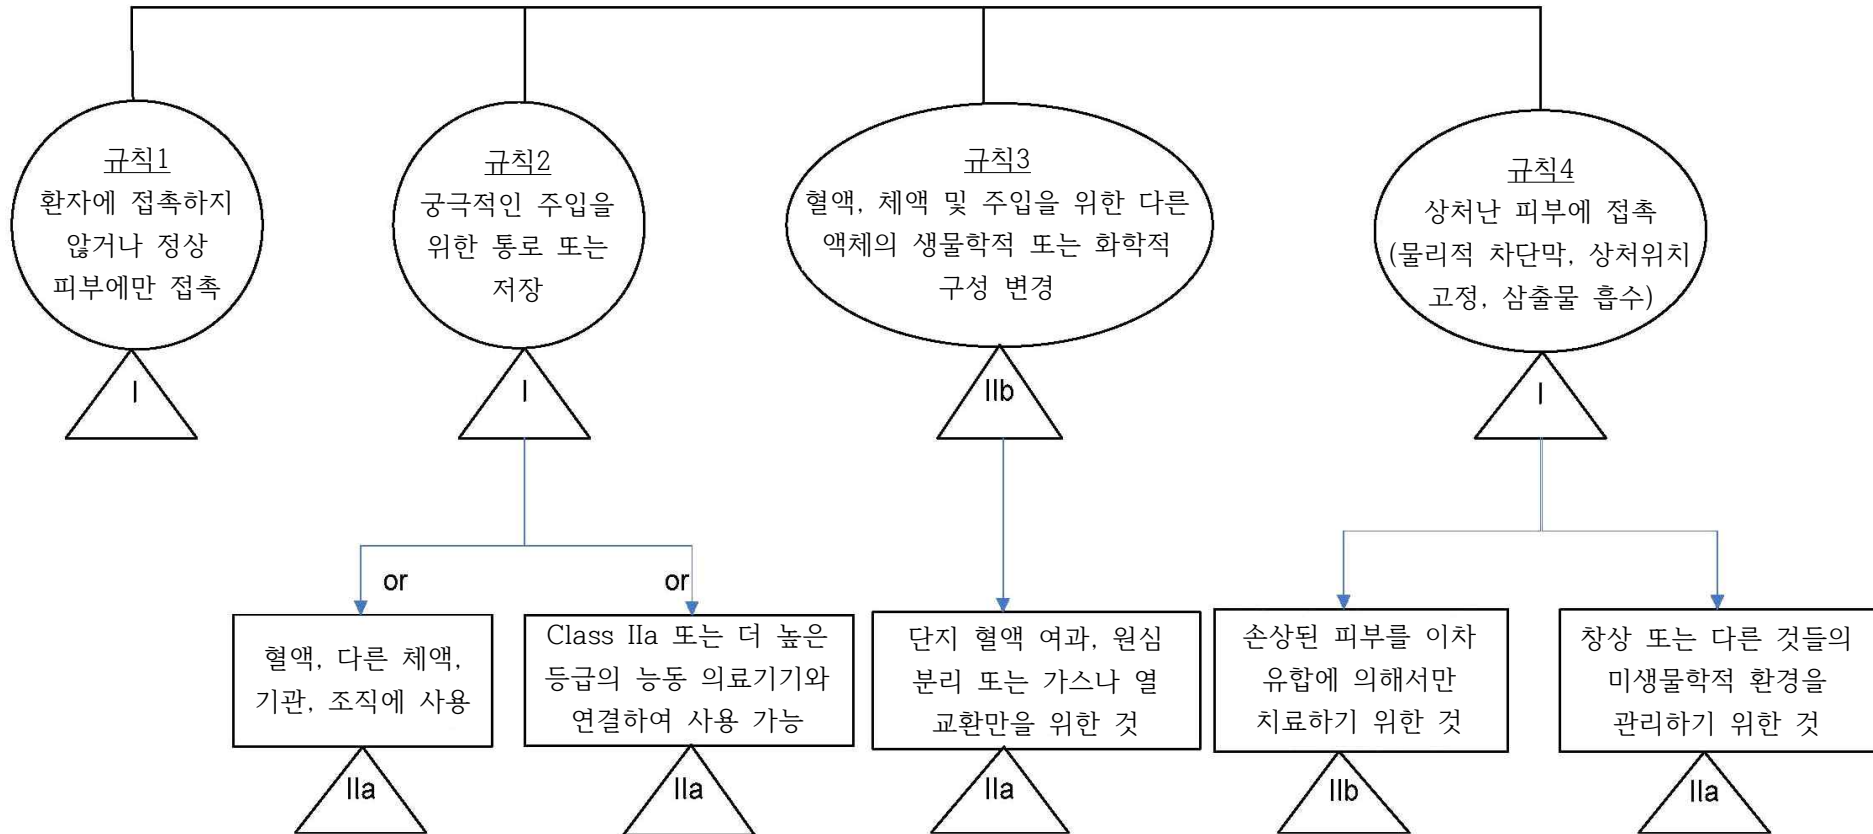 규칙1
환자에 접촉하지
않거나 정상
피부에만 접촉
I
규칙2
궁극적인 주입을
위한 통로 또는
저장
I
규칙3
혈액, 체액 및 주입을 위한 다른
액체의 생물학적 또는 화학적
구성 변경
IIb
규칙4
상처난 피부에 접촉
(물리적 차단막, 상처위치
고정, 삼출물 흡수)
I
or
혈액, 다른 체액,
기관, 조직에 사용
IIa
or
Class IIa 또는 더 높은
등급의 능동 의료기기와
연결하여 사용 가능
IIa
단지 혈액 여과, 원심
분리 또는 가스나 열
교환만을 위한 것
IIa
손상된 피부를 이차
유합에 의해서만
치료하기 위한 것
IIb
창상 또는 다른 것들의
미생물학적 환경을
관리하기 위한 것
IIa